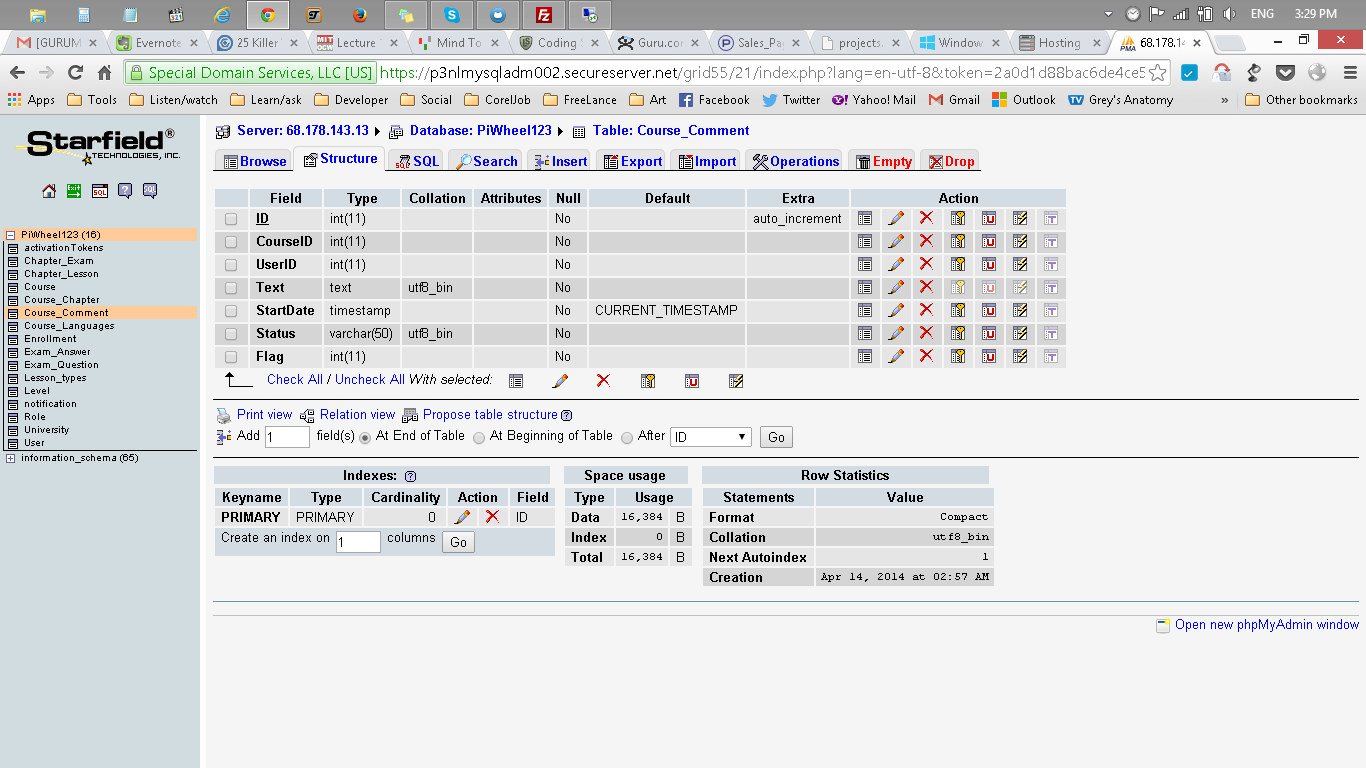 ENG 3:29 PM
[GURUM Evernote 25 Killer Lecture Mind To Coding Guru.co Sales_Pa projects. Window Hosting 68.178.14
Special Domain Services, LLC [US] https://p3nlmysqladm002.secureserver.net/grid55/21/index.php?lang=en-utf-8&token=2a0d1d88bac6de4ce5
Apps Tools Listen/watch Learn/ask Developer Social CorelJob FreeLance Art Facebook Twitter Yahoo! Mail Gmail Outlook Grey's Anatomy » Other bookmarks
Starfield®
TECHNOLOGIES, INC.
PiWheel123 (16)
activationTokens
Chapter_Exam
Chapter_Lesson
Course
Course_Chapter
Course_Comment
Course_Languages
Enrollment
Exam_Answer
Exam_Question
Lesson_types
Level
notification
Role
University
User
information_schema (65)
Server: 68.178.143.13 Database: PiWheel123 Table: Course_Comment
Browse Structure SQL Search Insert Export Import Operations Empty Drop
Field Type Collation Attributes Null Default Extra Action
ID int(11) No auto_increment
CourseID int(11) No
UserID int(11) No
Text text utf8_bin No
StartDate timestamp No CURRENT_TIMESTAMP
Status varchar(50) utf8_bin No
Flag int(11) No
Check All / Uncheck All With selected:
Print view Relation view Propose table structure
Add 1 field(s) At End of Table At Beginning of Table After ID Go
Indexes:
Keyname Type Cardinality Action Field
PRIMARY PRIMARY 0 ID
Create an index on 1 columns Go
Space usage
Type Usage
Data 16,384 B
Index 0 B
Total 16,384 B
Row Statistics
Statements Value
Format Compact
Collation utf8_bin
Next Autoindex 1
Creation Apr 14, 2014 at 02:57 AM
Open new phpMyAdmin window